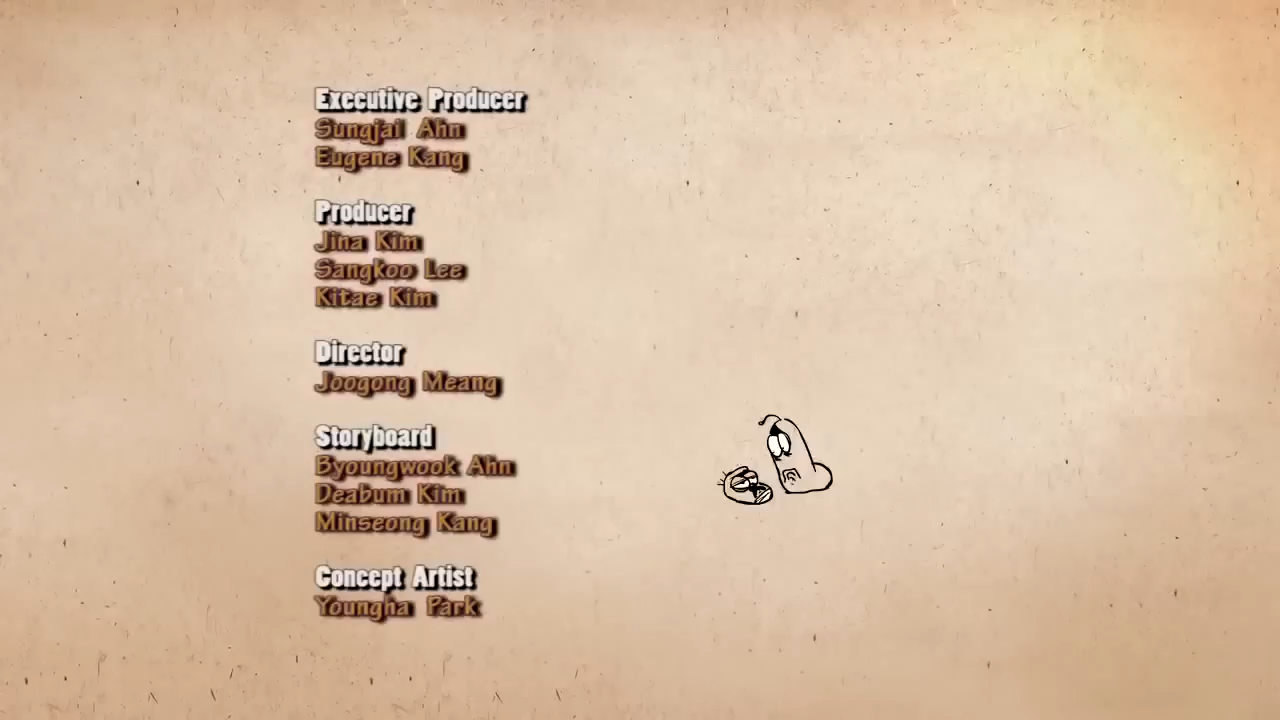 Executive Producer
Sungjai Ahn
Eugene Kang
Producer
Jina Kim
Sangkoo Lee
Kitae Kim
Director
Joogong Meang
Storyboard
Byoungwook Ahn
Deabum Kim
Minseong Kang
Concept Artist
Youngha Park